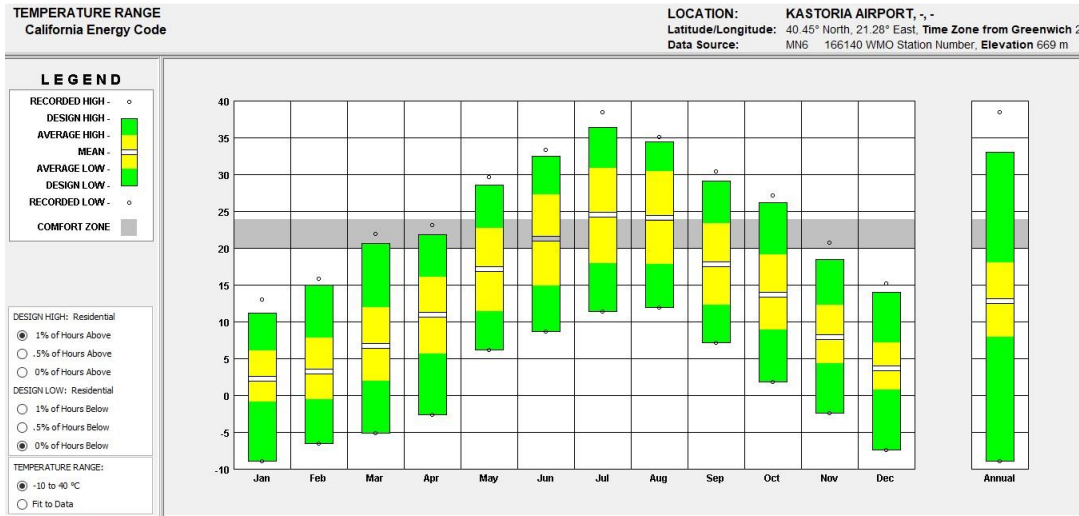 TEMPERATURE RANGE
California Energy Code
LOCATION: KASTORIA AIRPORT, -, -
Latitude/Longitude: 40.45° North, 21.28° East, Time Zone from Greenwich 2
Data Source: MN6 166140 WMO Station Number, Elevation 669 m
LEGEND
RECORDED HIGH -
DESIGN HIGH -
AVERAGE HIGH -
MEAN -
AVERAGE LOW -
DESIGN LOW -
RECORDED LOW -
COMFORT ZONE
DESIGN HIGH: Residential
1% of Hours Above
.5% of Hours Above
0% of Hours Above
DESIGN LOW: Residential
1% of Hours Below
.5% of Hours Below
0% of Hours Below
TEMPERATURE RANGE:
-10 to 40 °C
Fit to Data
40
35
30
25
20
15
10
5
0
-5
-10
Jan Feb Mar Apr May Jun Jul Aug Sep Oct Nov Dec Annual